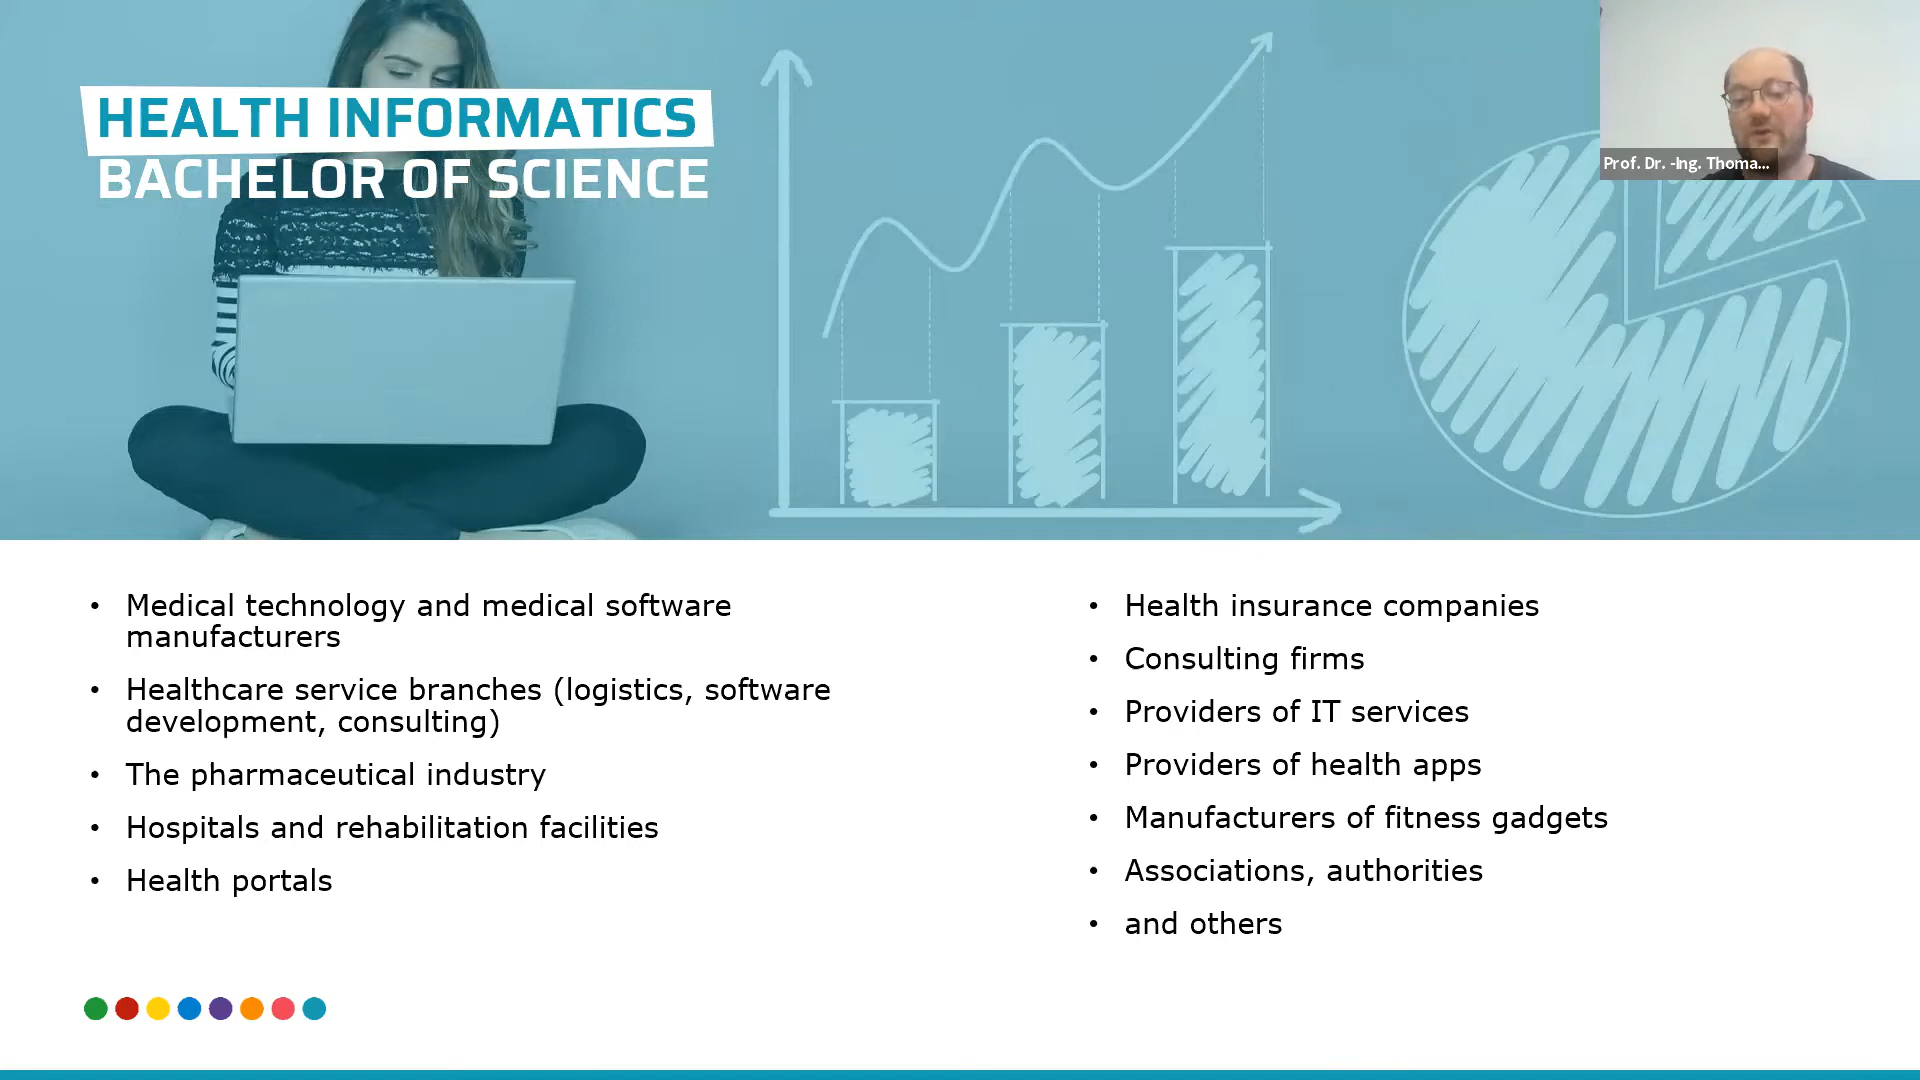 HEALTH INFORMATICS
BACHELOR OF SCIENCE
Prof. Dr. -Ing. Thoma...
• Medical technology and medical software
manufacturers
• Healthcare service branches (logistics, software
development, consulting)
• The pharmaceutical industry
• Hospitals and rehabilitation facilities
• Health portals
• Health insurance companies
• Consulting firms
• Providers of IT services
• Providers of health apps
• Manufacturers of fitness gadgets
• Associations, authorities
• and others